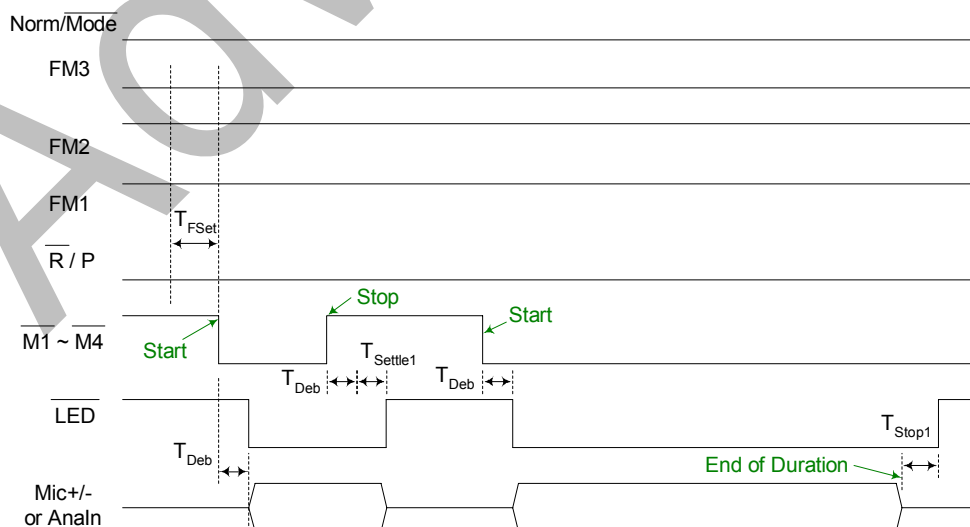 Norm/Mode
FM3
FM2
FM1
TFSet
R / P
Stop
Start
M1 ~ M4
Start
TSettle1
TDeb
TDeb
LED
TStop1
TDeb
End of Duration
Mic+/-
or AnaIn